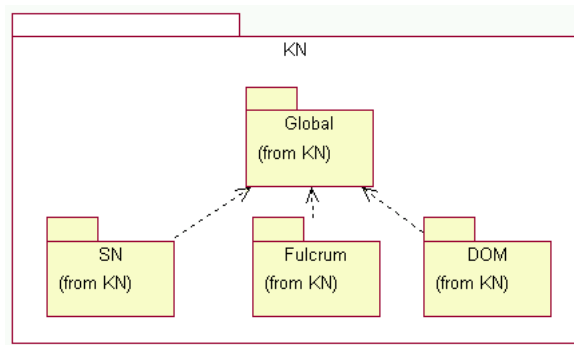 KN
Global
(from KN)
SN
(from KN)
Fulcrum
(from KN)
DOM
(from KN)